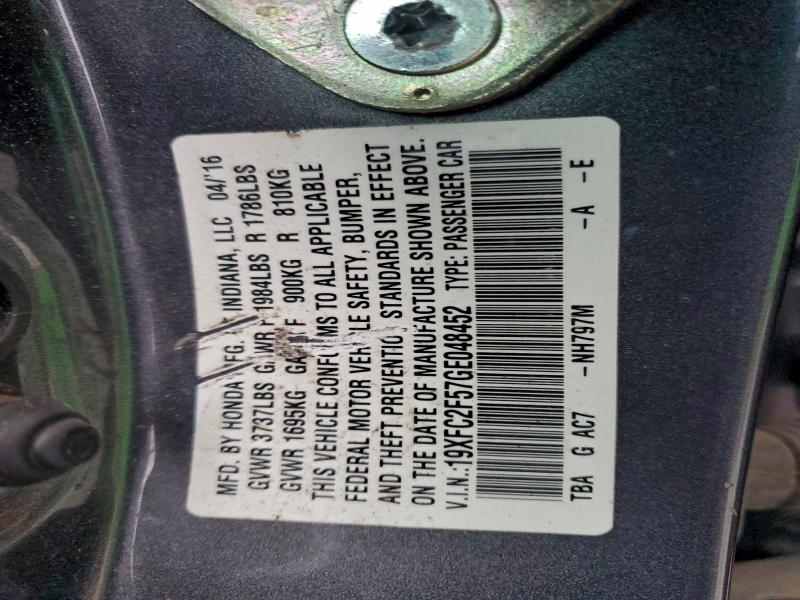 MFD. BY HONDA MFG. INDIANA, LLC 04/'16
GVWR 3737LBS GAWR F 1984LBS R 1786LBS
GVWR 1695KG GAWR F 900KG R 810KG
THIS VEHICLE CONFORMS TO ALL APPLICABLE
FEDERAL MOTOR VEHICLE SAFETY, BUMPER,
AND THEFT PREVENTION STANDARDS IN EFFECT
ON THE DATE OF MANUFACTURE SHOWN ABOVE.
V.I.N.: 19XFC2F57GE048452 TYPE: PASSENGER CAR
TBA G AC7 -NH797M -A -E